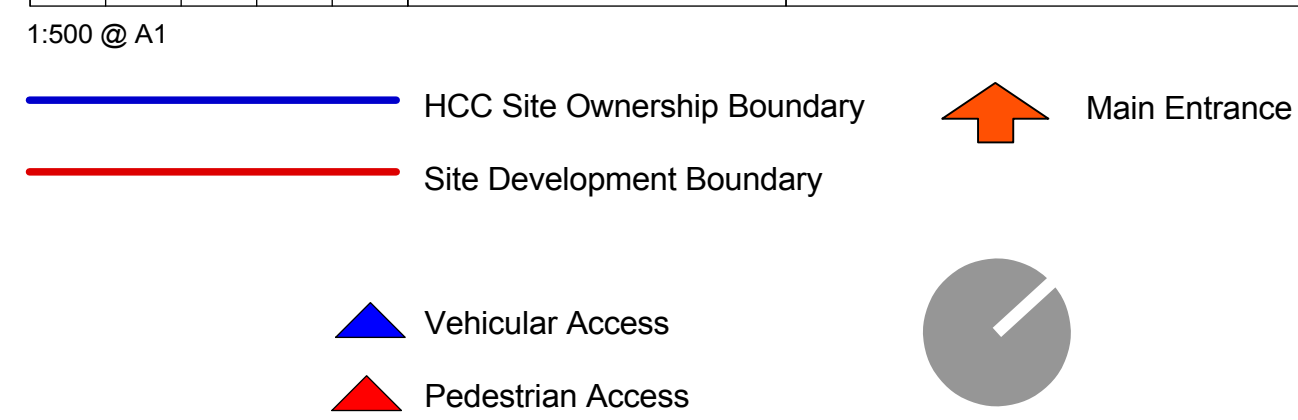 1:500 @ A1
HCC Site Ownership Boundary
Main Entrance
Site Development Boundary
Vehicular Access
Pedestrian Access